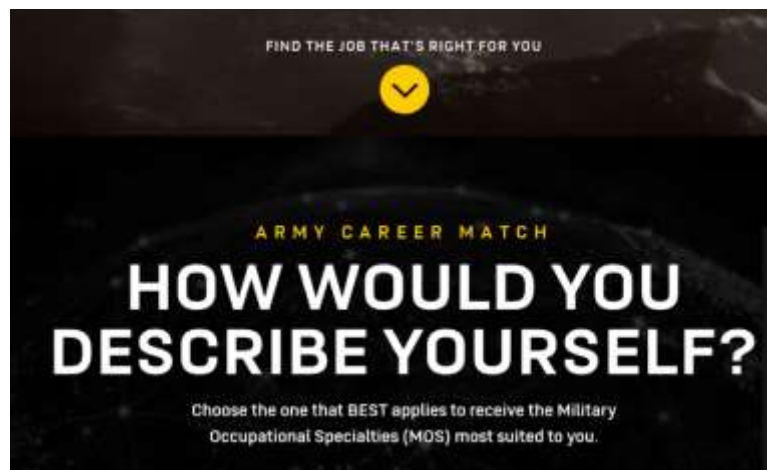 FIND THE JOB THAT'S RIGHT FOR YOU
ARMY CAREER MATCH
HOW WOULD YOU
DESCRIBE YOURSELF?
Choose the one that BEST applies to receive the Military
Occupational Specialties (MOS) most suited to you.